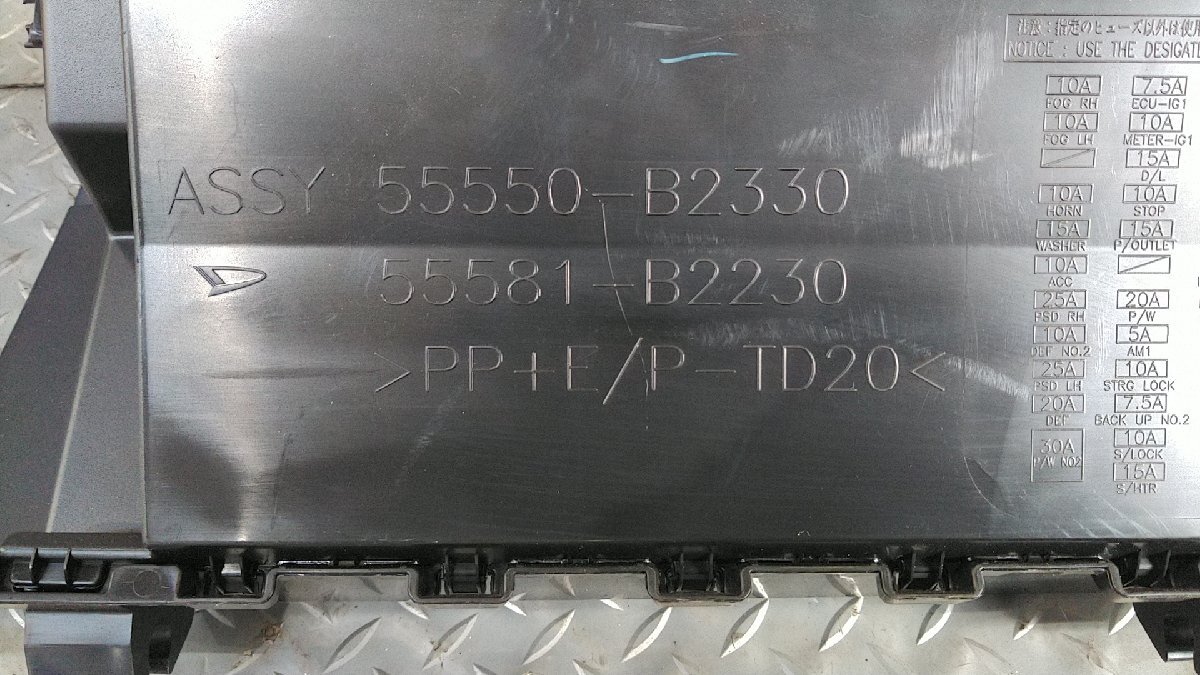 注意：指定のヒューズ以外は使用
NOTICE : USE THE DESIGATE
ASSY 55550-B2330
55581-B2230
>PP+E/P-TD20<
10A 7.5A
FOG RH ECU-IG1
10A 10A
FOG LH METER-IG1
15A
D/L
10A 10A
HORN STOP
15A 15A
WASHER P/OUTLET
10A
ACC
25A 20A
PSD RH P/W
10A 5A
DEF NO.2 AM1
25A 10A
PSD LH STRG LOCK
20A 7.5A
DEF BACK UP NO.2
30A 10A
P/W NO2 S/LOCK
15A
S/HTR